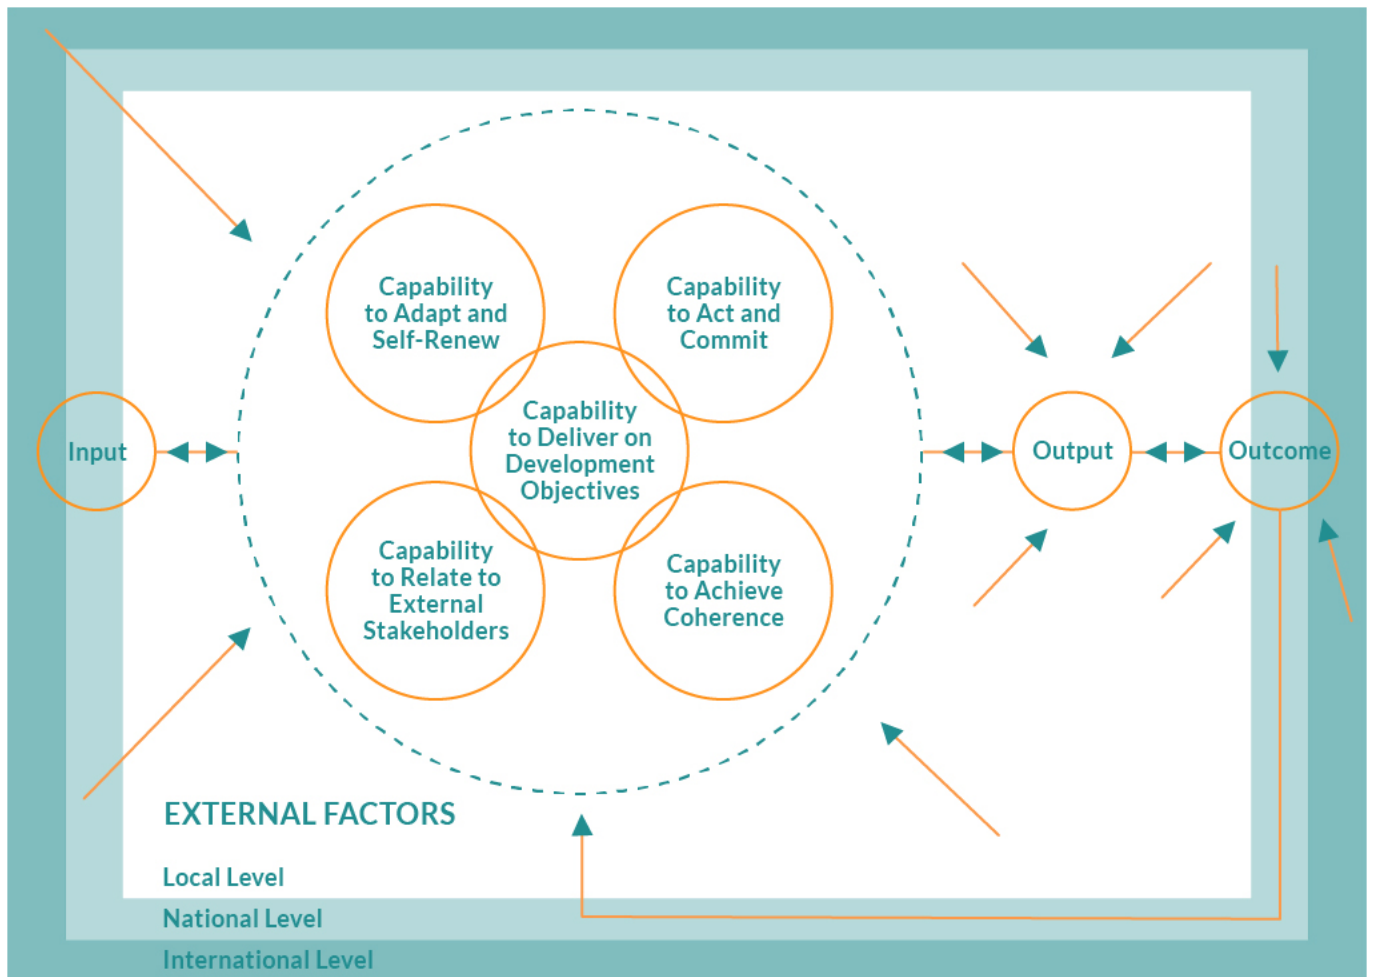 Capability
to Adapt and
Self-Renew
Capability
to Act and
Commit
Capability
to Deliver on
Development
Objectives
Input
Output
Outcome
Capability
to Relate to
External
Stakeholders
Capability
to Achieve
Coherence
EXTERNAL FACTORS
Local Level
National Level
International Level